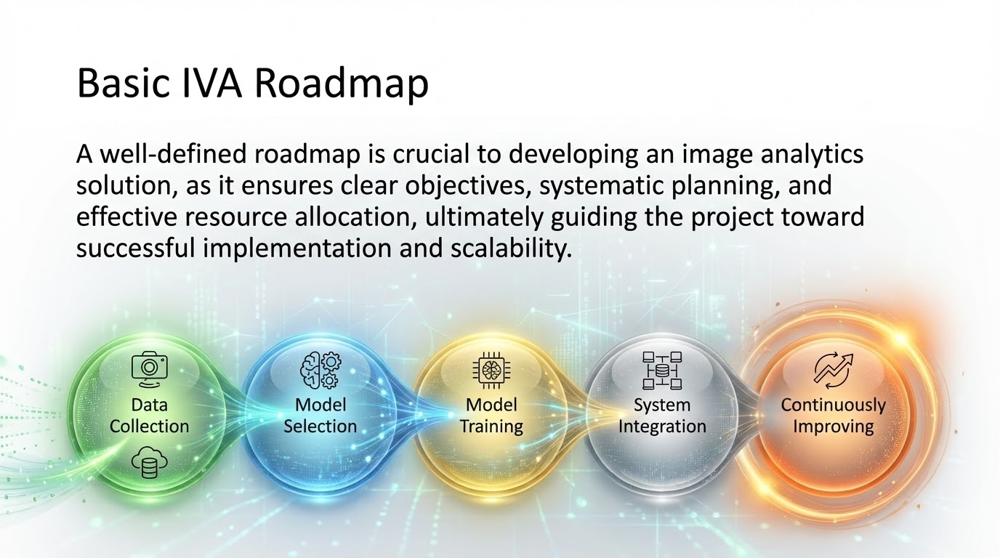 Basic IVA Roadmap
A well-defined roadmap is crucial to developing an image analytics
solution, as it ensures clear objectives, systematic planning, and
effective resource allocation, ultimately guiding the project toward
successful implementation and scalability.
Data
Collection
Model
Selection
Model
Training
System
Integration
Continuously
Improving